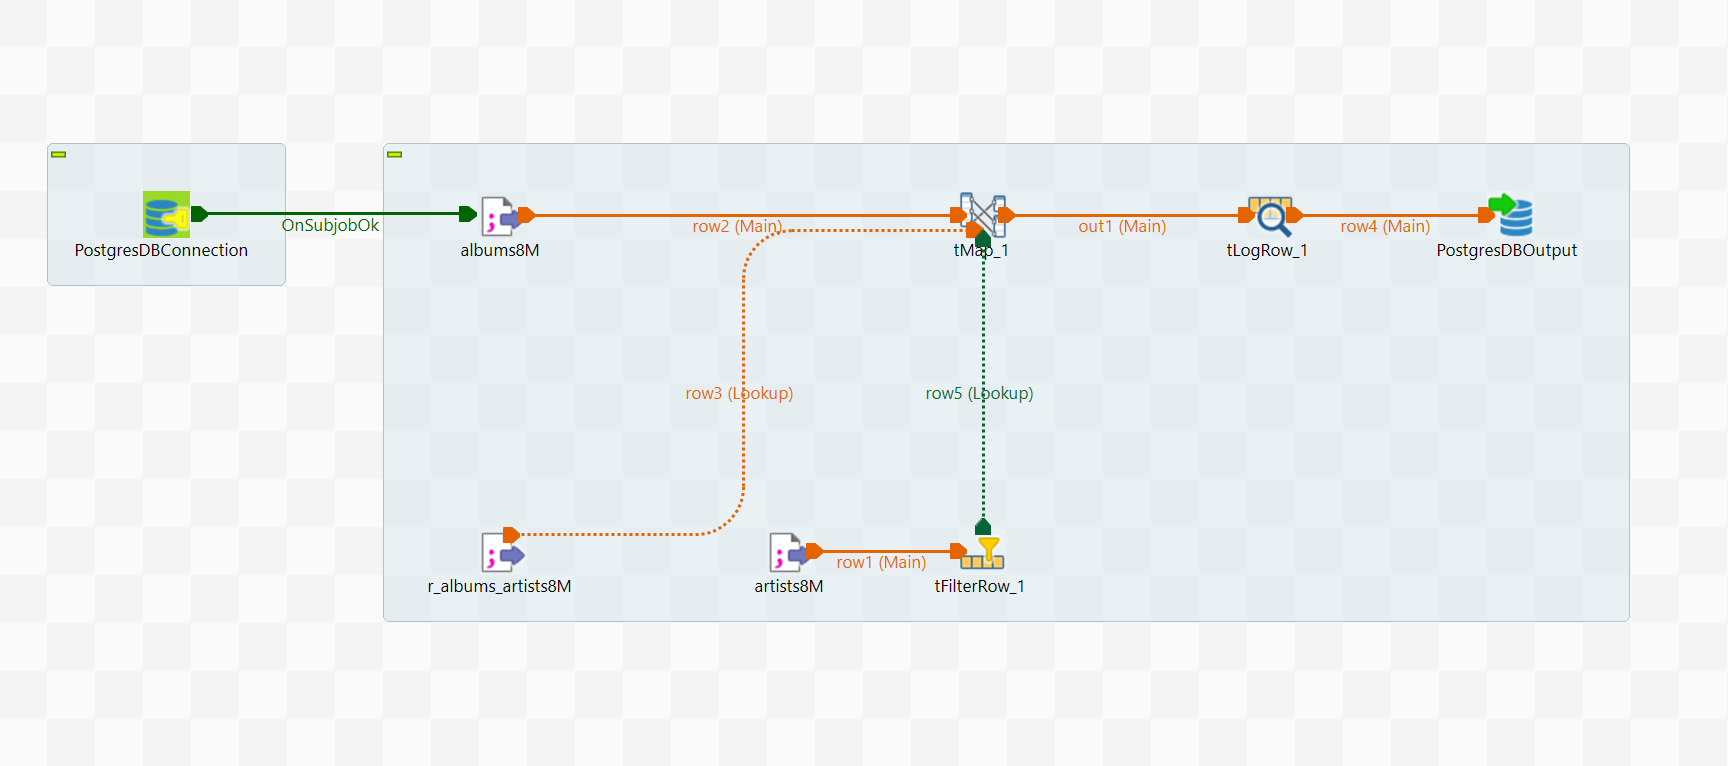 OnSubjobOk
PostgresDBConnection
albums8M
row2 (Main)
tMap_1
out1 (Main)
tLogRow_1
row4 (Main)
PostgresDBOutput
row3 (Lookup)
row5 (Lookup)
r_albums_artists8M
artists8M
row1 (Main)
tFilterRow_1